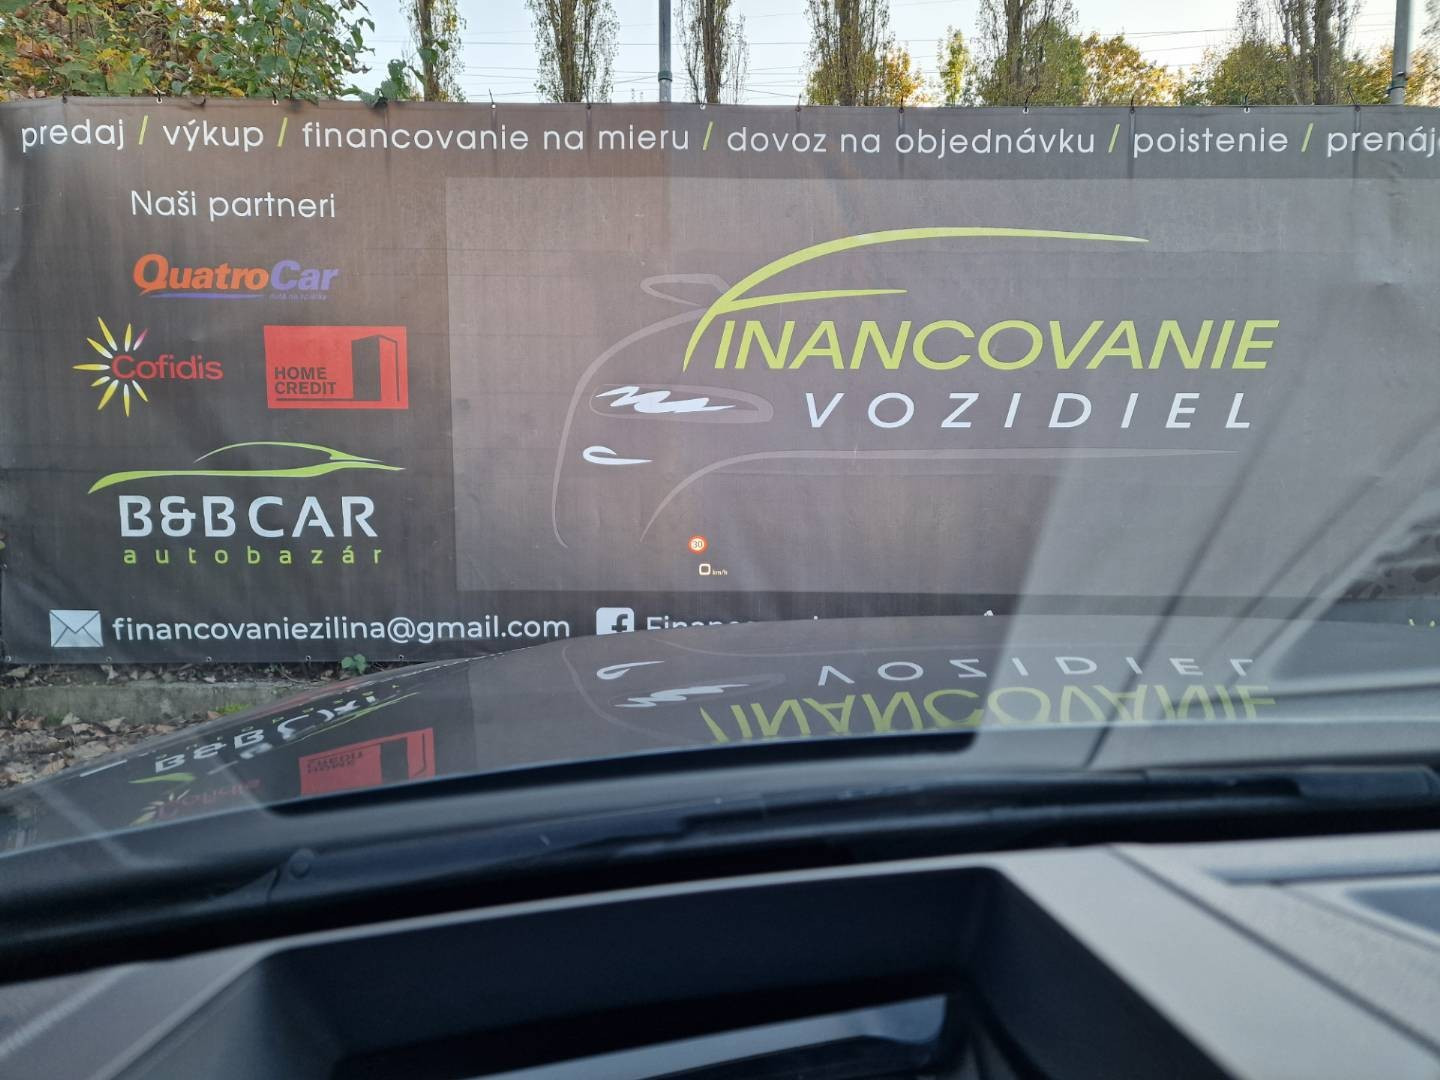 predaj / výkup / financovanie na mieru / dovoz na objednávku / poistenie /
Naši partneri
QuatroCar
Cofidis
HOME
CREDIT
FINANCOVANIE
VOZIDIEL
B&BCAR
autobazár
30
0 km/h
financovaniezilina@gmail.com